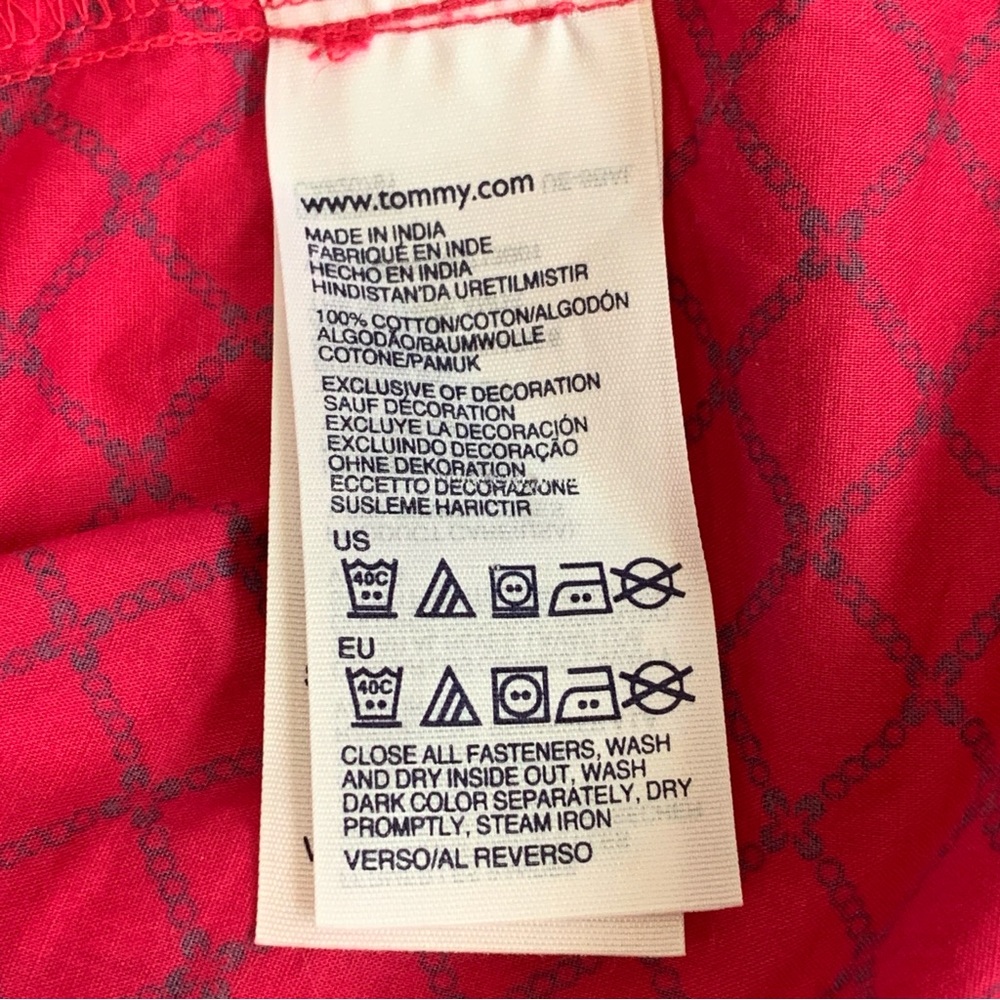 www.tommy.com
MADE IN INDIA
FABRIQUÉ EN INDE
HECHO EN INDIA
HINDISTAN'DA URETILMISTIR
100% COTTON/COTON/ALGODÓN
ALGODÃO/BAUMWOLLE
COTONE/PAMUK
EXCLUSIVE OF DECORATION
SAUF DÉCORATION
EXCLUYE LA DECORACIÓN
EXCLUINDO DECORAÇÃO
OHNE DEKORATION
ECCETTO DECORAZIONE
SUSLEME HARICTIR
US
40C
EU
40C
CLOSE ALL FASTENERS, WASH
AND DRY INSIDE OUT, WASH
DARK COLOR SEPARATELY, DRY
PROMPTLY, STEAM IRON
VERSO/AL REVERSO